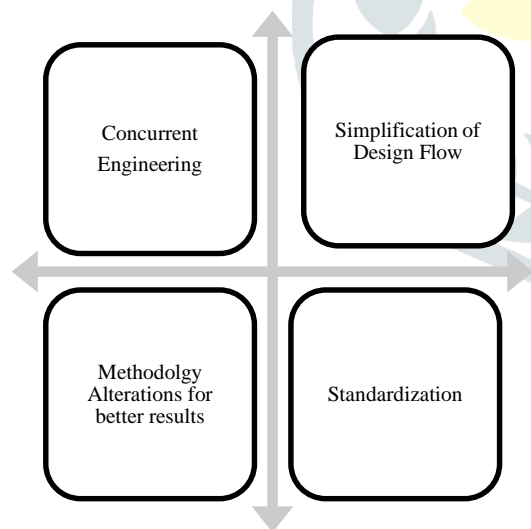 Concurrent
Engineering
Simplification of
Design Flow
Methodolgy
Alterations for
better results
Standardization